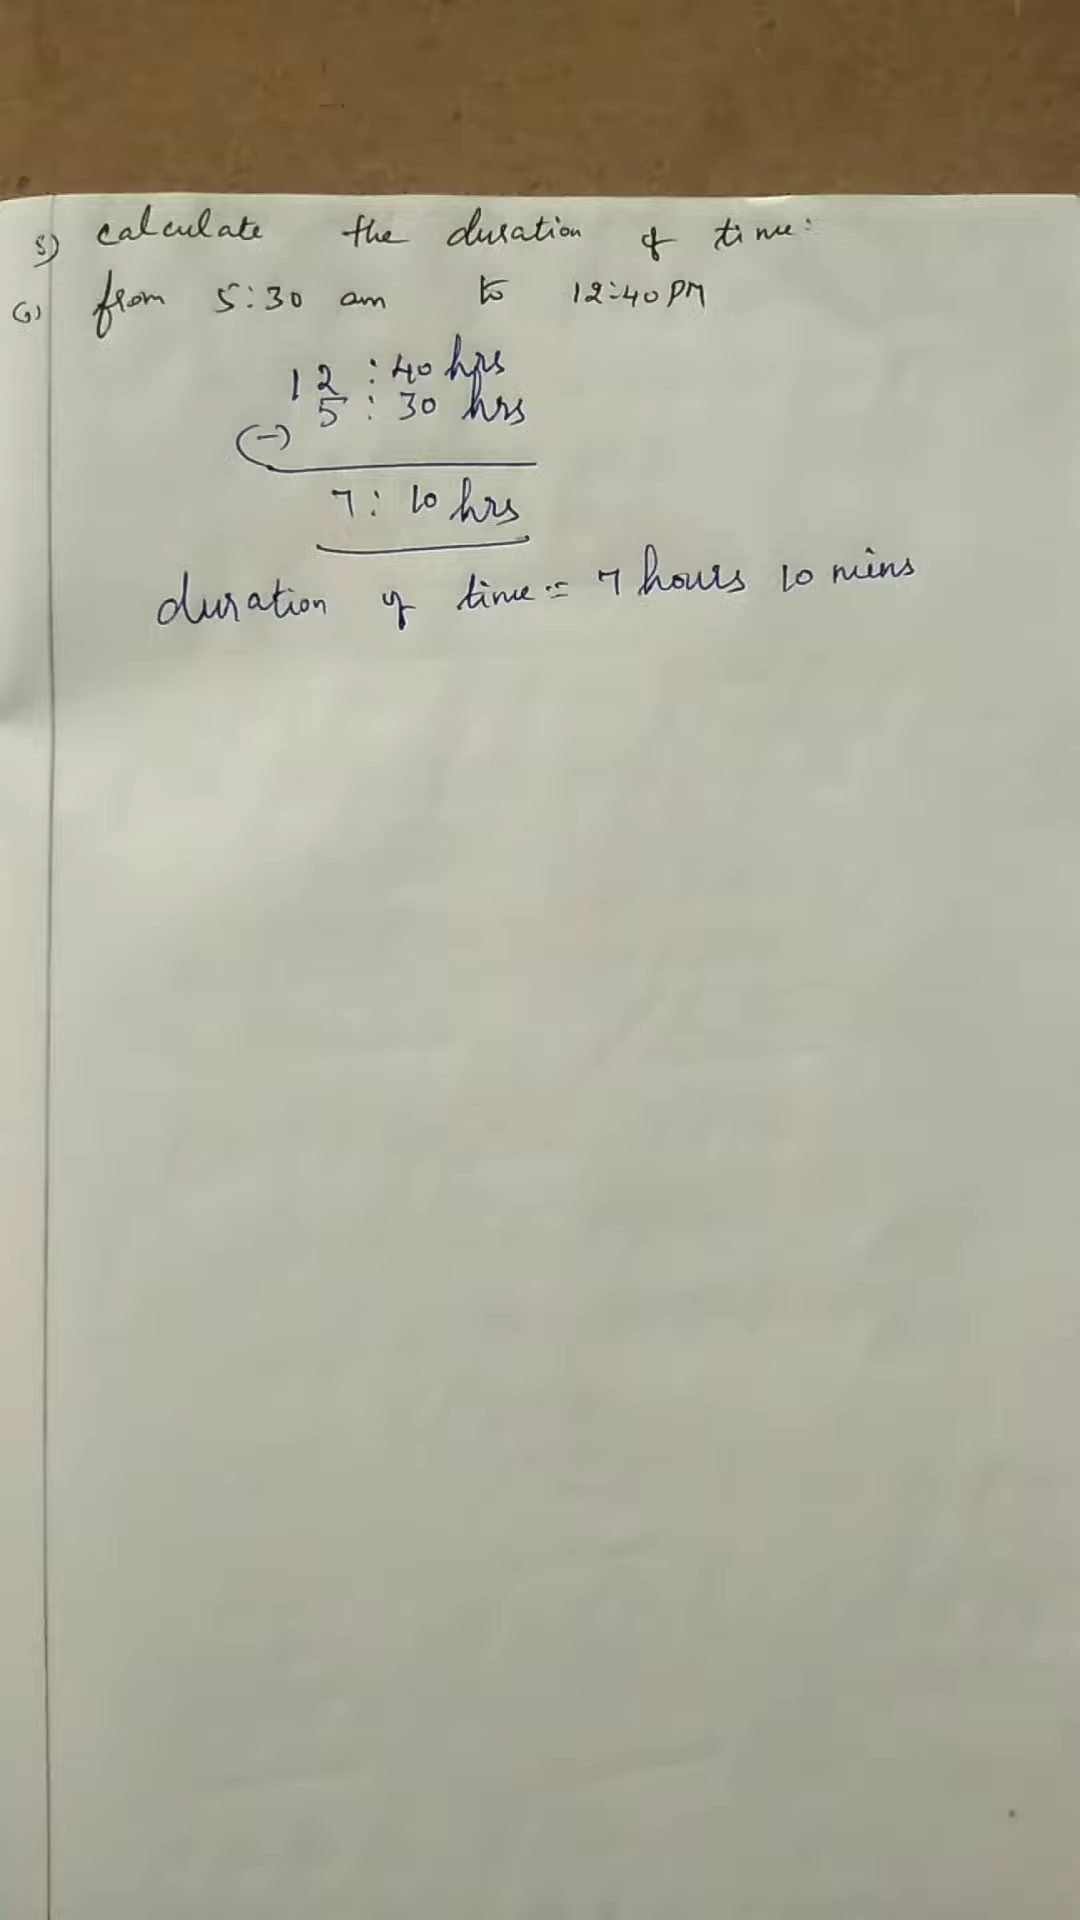 5) calculate the duration of time:
(i) from 5:30 am to 12:40 PM
12 : 40 hrs
5 : 30 hrs
(-)
7 : 10 hrs
duration of time = 7 hours 10 mins